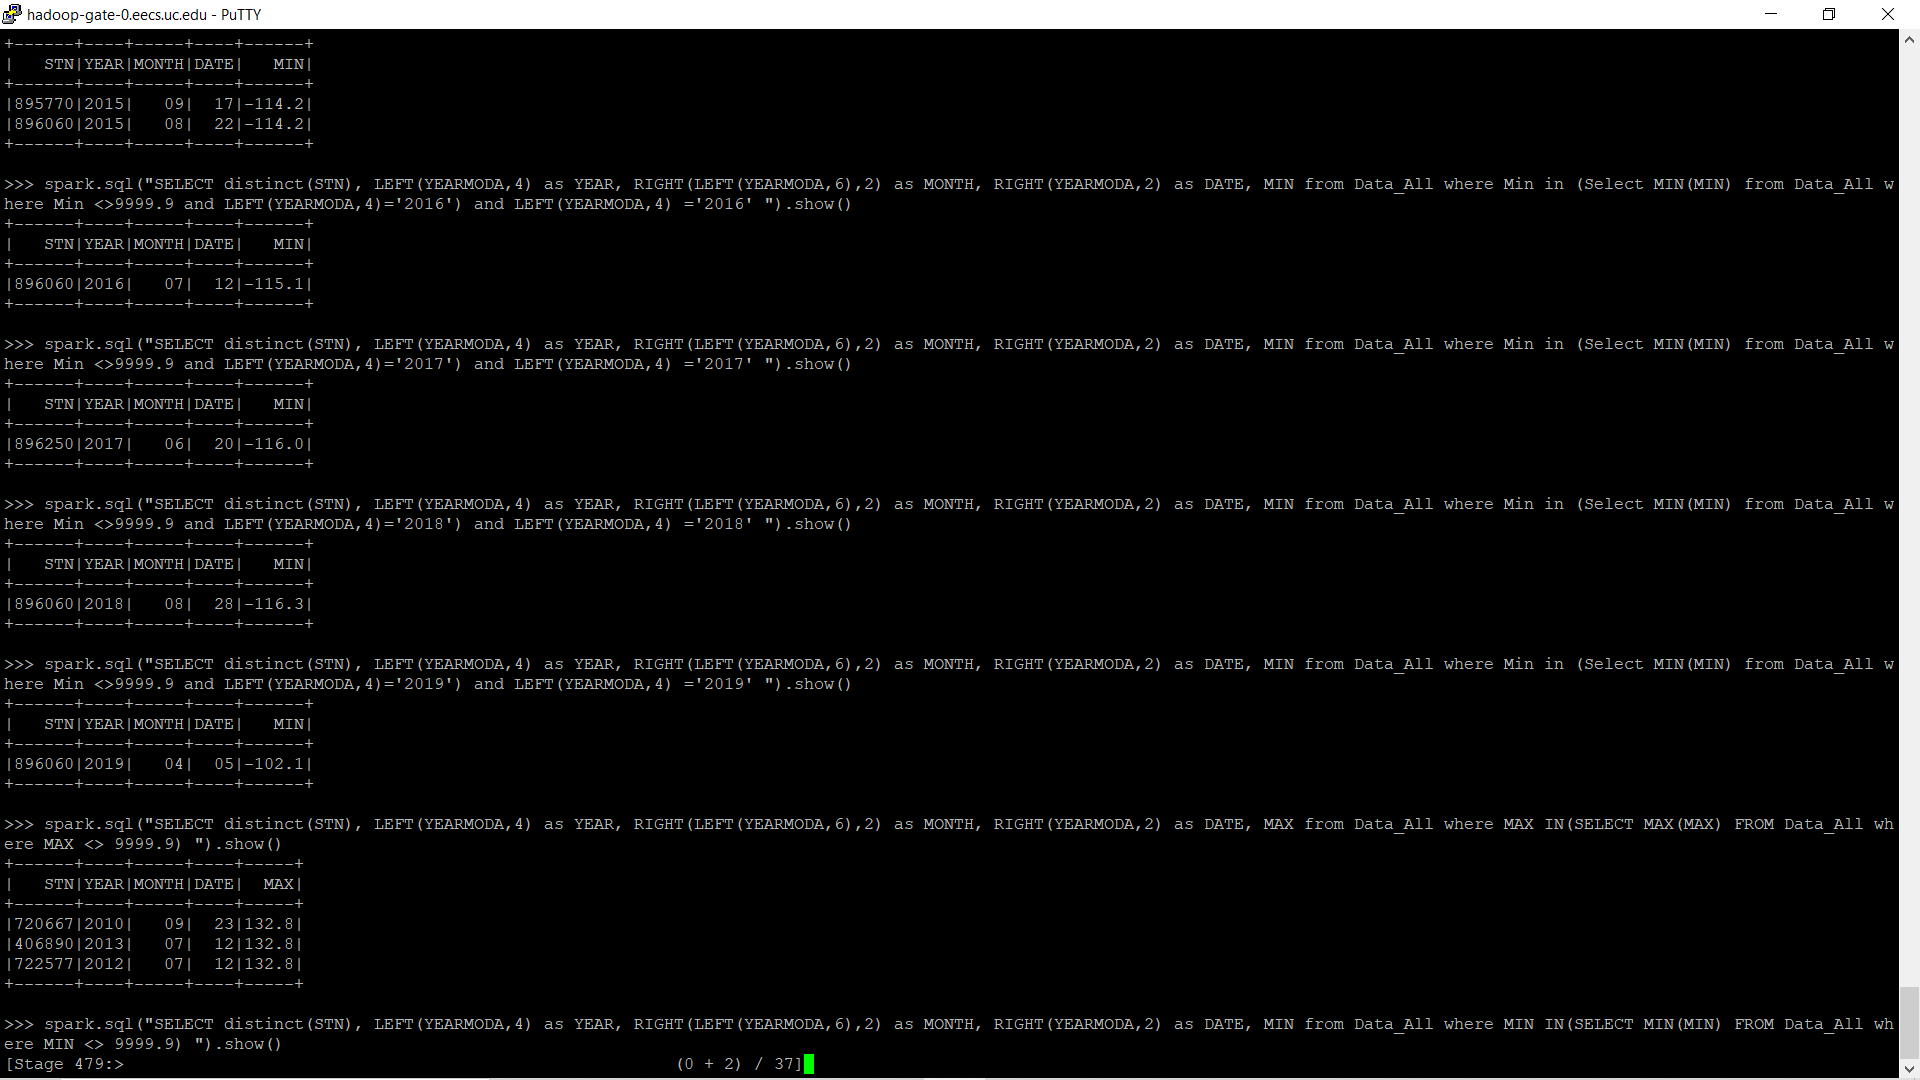 hadoop-gate-0.eecs.uc.edu - PuTTY
+------+----+-----+----+------+
|   STN|YEAR|MONTH|DATE|   MIN|
+------+----+-----+----+------+
|895770|2015|   09|  17|-114.2|
|896060|2015|   08|  22|-114.2|
+------+----+-----+----+------+
>>> spark.sql("SELECT distinct(STN), LEFT(YEARMODA,4) as YEAR, RIGHT(LEFT(YEARMODA,6),2) as MONTH, RIGHT(YEARMODA,2) as DATE, MIN from Data_All where Min in (Select MIN(MIN) from Data_All w
here Min <>9999.9 and LEFT(YEARMODA,4)='2016') and LEFT(YEARMODA,4) ='2016' ").show()
+------+----+-----+----+------+
|   STN|YEAR|MONTH|DATE|   MIN|
+------+----+-----+----+------+
|896060|2016|   07|  12|-115.1|
+------+----+-----+----+------+
>>> spark.sql("SELECT distinct(STN), LEFT(YEARMODA,4) as YEAR, RIGHT(LEFT(YEARMODA,6),2) as MONTH, RIGHT(YEARMODA,2) as DATE, MIN from Data_All where Min in (Select MIN(MIN) from Data_All w
here Min <>9999.9 and LEFT(YEARMODA,4)='2017') and LEFT(YEARMODA,4) ='2017' ").show()
+------+----+-----+----+------+
|   STN|YEAR|MONTH|DATE|   MIN|
+------+----+-----+----+------+
|896250|2017|   06|  20|-116.0|
+------+----+-----+----+------+
>>> spark.sql("SELECT distinct(STN), LEFT(YEARMODA,4) as YEAR, RIGHT(LEFT(YEARMODA,6),2) as MONTH, RIGHT(YEARMODA,2) as DATE, MIN from Data_All where Min in (Select MIN(MIN) from Data_All w
here Min <>9999.9 and LEFT(YEARMODA,4)='2018') and LEFT(YEARMODA,4) ='2018' ").show()
+------+----+-----+----+------+
|   STN|YEAR|MONTH|DATE|   MIN|
+------+----+-----+----+------+
|896060|2018|   08|  28|-116.3|
+------+----+-----+----+------+
>>> spark.sql("SELECT distinct(STN), LEFT(YEARMODA,4) as YEAR, RIGHT(LEFT(YEARMODA,6),2) as MONTH, RIGHT(YEARMODA,2) as DATE, MIN from Data_All where Min in (Select MIN(MIN) from Data_All w
here Min <>9999.9 and LEFT(YEARMODA,4)='2019') and LEFT(YEARMODA,4) ='2019' ").show()
+------+----+-----+----+------+
|   STN|YEAR|MONTH|DATE|   MIN|
+------+----+-----+----+------+
|896060|2019|   04|  05|-102.1|
+------+----+-----+----+------+
>>> spark.sql("SELECT distinct(STN), LEFT(YEARMODA,4) as YEAR, RIGHT(LEFT(YEARMODA,6),2) as MONTH, RIGHT(YEARMODA,2) as DATE, MAX from Data_All where MAX IN(SELECT MAX(MAX) FROM Data_All wh
ere MAX <> 9999.9) ").show()
+------+----+-----+----+-----+
|   STN|YEAR|MONTH|DATE|  MAX|
+------+----+-----+----+-----+
|720667|2010|   09|  23|132.8|
|406890|2013|   07|  12|132.8|
|722577|2012|   07|  12|132.8|
+------+----+-----+----+-----+
>>> spark.sql("SELECT distinct(STN), LEFT(YEARMODA,4) as YEAR, RIGHT(LEFT(YEARMODA,6),2) as MONTH, RIGHT(YEARMODA,2) as DATE, MIN from Data_All where MIN IN(SELECT MIN(MIN) FROM Data_All wh
ere MIN <> 9999.9) ").show()
[Stage 479:>                                                       (0 + 2) / 37]